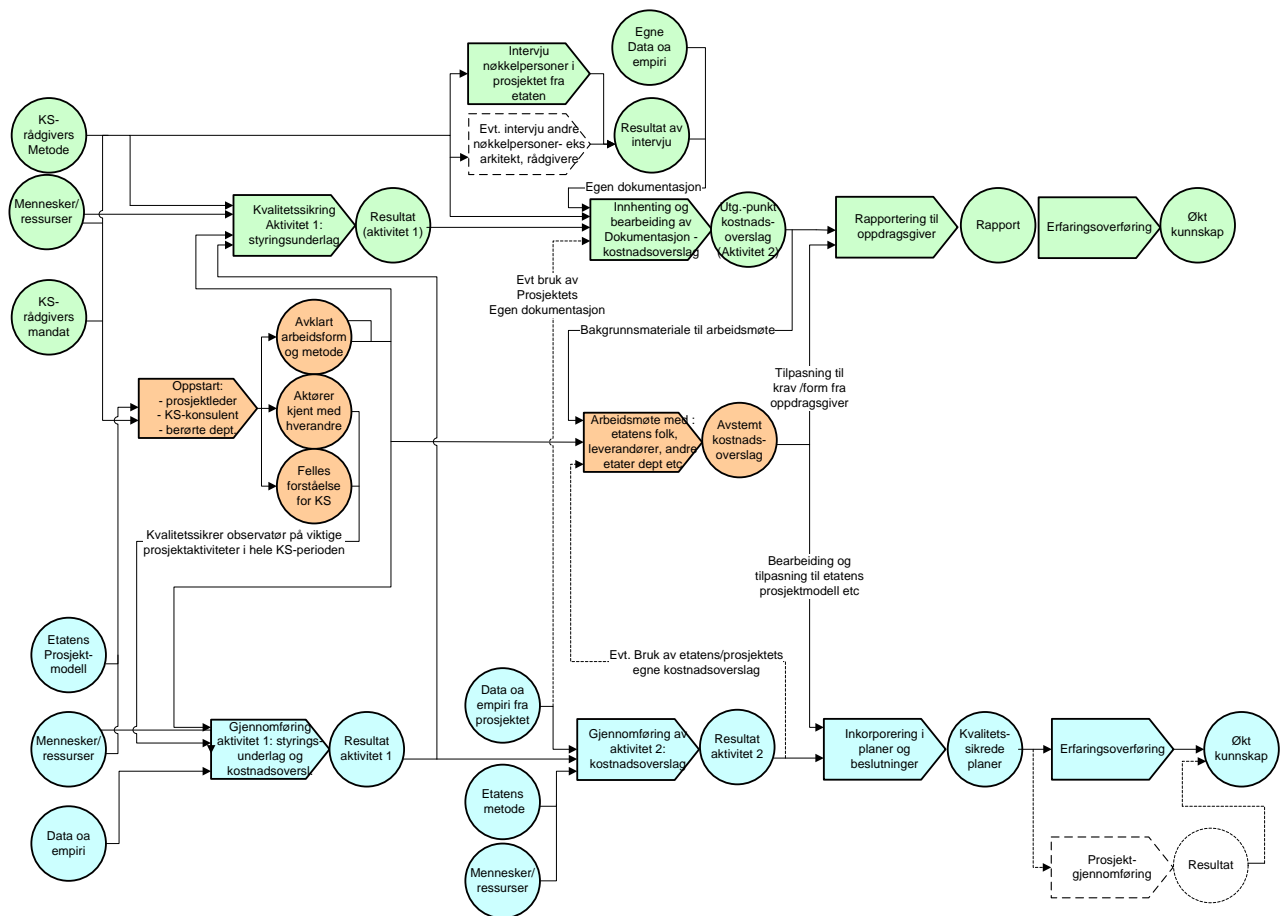 Egne
Data oa
empiri
Intervju
nøkkelpersoner i
prosjektet fra
etaten
KS-
rådgivers
Metode
Evt. intervju andre
nøkkelpersoner- eks
arkitekt, rådgivere
Resultat av
intervju
Egen dokumentasjon
Mennesker/
ressurser
Kvalitetssikring
Aktivitet 1:
styringsunderlag
Resultat
(aktivitet 1)
Innhenting og
bearbeiding av
Dokumentasjon -
kostnadsoverslag
Utg.-punkt
kostnads-
overslag
(Aktivitet 2)
Rapportering til
oppdragsgiver
Rapport
Erfaringsoverføring
Økt
kunnskap
Evt bruk av
Prosjektets
Egen dokumentasjon
KS-
rådgivers
mandat
Avklart
arbeidsform
og metode
Bakgrunnsmateriale til arbeidsmøte
Oppstart:
- prosjektleder
- KS-konsulent
- berørte dept.
Aktører
kjent med
hverandre
Tilpasning til
krav /form fra
oppdragsgiver
Arbeidsmøte med :
etatens folk,
leverandører, andre
etater dept etc
Avstemt
kostnads-
overslag
Felles
forståelse
for KS
Kvalitetssikrer observatør på viktige
prosjektaktiviteter i hele KS-perioden
Bearbeiding og
tilpasning til etatens
prosjektmodell etc
Etatens
Prosjekt-
modell
Evt. Bruk av etatens/prosjektets
egne kostnadsoverslag
Data oa
empiri fra
prosjektet
Mennesker/
ressurser
Gjennomføring
aktivitet 1: styrings-
underlag og
kostnadsoversl.
Resultat
aktivitet 1
Gjennomføring av
aktivitet 2:
kostnadsoverslag
Resultat
aktivitet 2
Inkorporering i
planer og
beslutninger
Kvalitets-
sikrede
planer
Erfaringsoverføring
Økt
kunnskap
Etatens
metode
Data oa
empiri
Mennesker/
ressurser
Prosjekt-
gjennomføring
Resultat